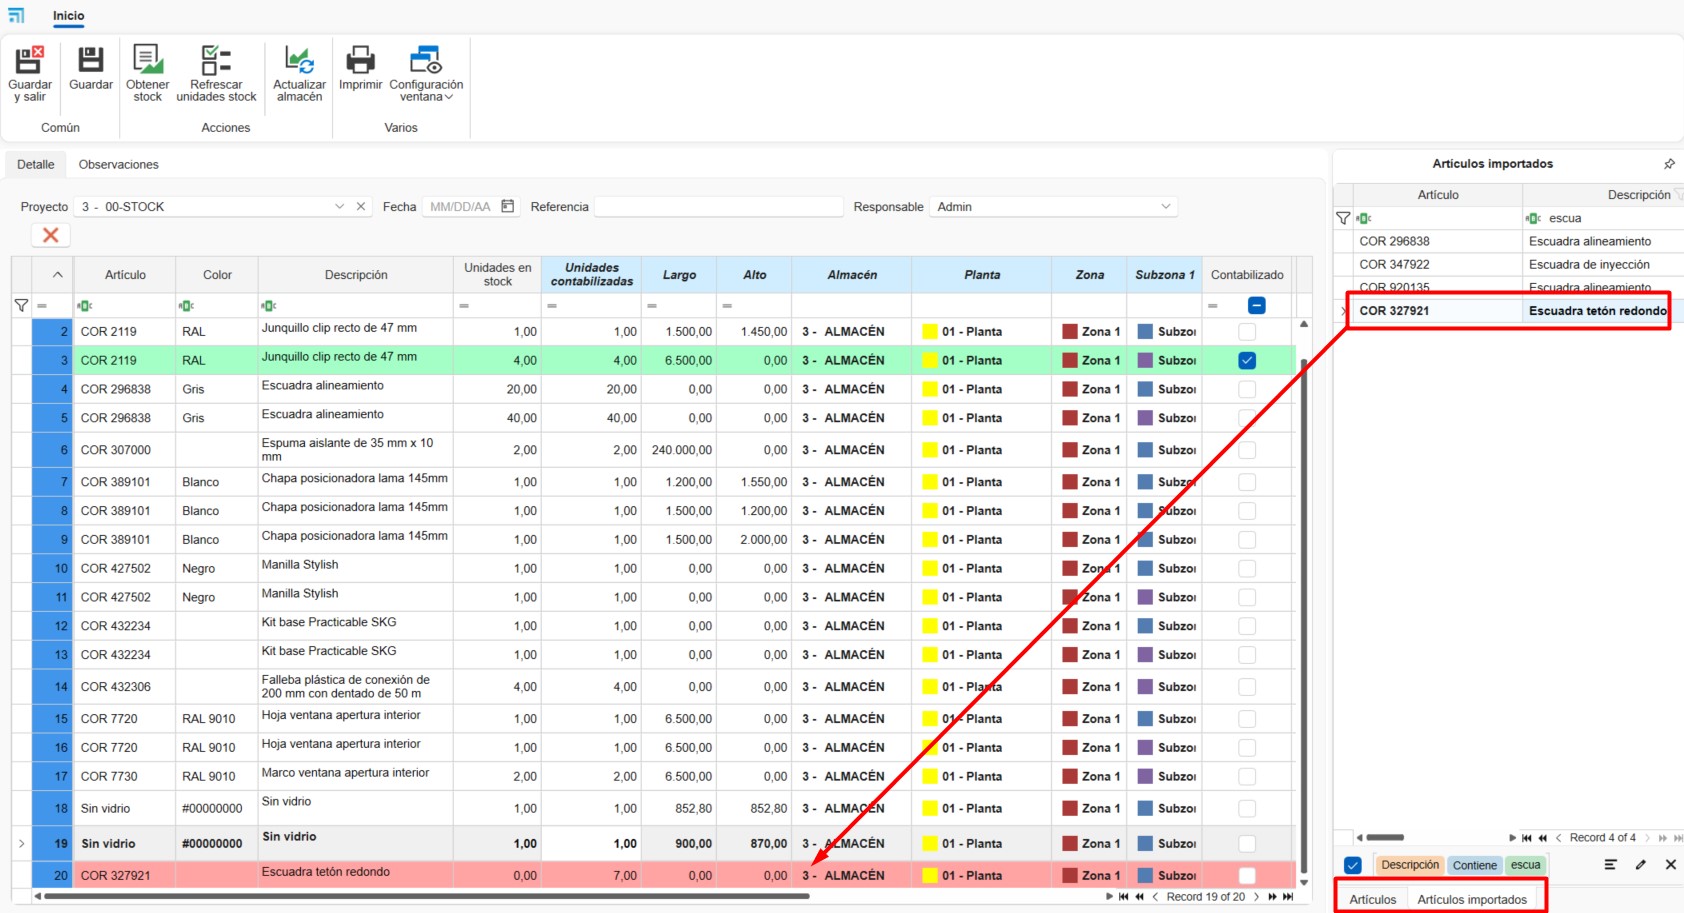 Inicio
Guardar y salir
Guardar
Obtener stock
Refrescar unidades stock
Actualizar almacén
Imprimir
Configuración ventana
Común
Acciones
Varios
Detalle Observaciones
Proyecto 3 - 00-STOCK Fecha MM/DD/AA Referencia Responsable Admin
Artículo Color Descripción Unidades en stock Unidades contabilizadas Largo Alto Almacén Planta Zona Subzona 1 Contabilizado
2 COR 2119 RAL Junquillo clip recto de 47 mm 1,00 1,00 1.500,00 1.450,00 3 - ALMACÉN 01 - Planta Zona 1 Subzo
3 COR 2119 RAL Junquillo clip recto de 47 mm 4,00 4,00 6.500,00 0,00 3 - ALMACÉN 01 - Planta Zona 1 Subzo
4 COR 296838 Gris Escuadra alineamiento 20,00 20,00 0,00 0,00 3 - ALMACÉN 01 - Planta Zona 1 Subzo
5 COR 296838 Gris Escuadra alineamiento 40,00 40,00 0,00 0,00 3 - ALMACÉN 01 - Planta Zona 1 Subzo
6 COR 307000 Espuma aislante de 35 mm x 10 mm 2,00 2,00 240.000,00 0,00 3 - ALMACÉN 01 - Planta Zona 1 Subzo
7 COR 389101 Blanco Chapa posicionadora lama 145mm 1,00 1,00 1.200,00 1.550,00 3 - ALMACÉN 01 - Planta Zona 1 Subzo
8 COR 389101 Blanco Chapa posicionadora lama 145mm 1,00 1,00 1.500,00 1.200,00 3 - ALMACÉN 01 - Planta Zona 1 Subzo
9 COR 389101 Blanco Chapa posicionadora lama 145mm 1,00 1,00 1.500,00 2.000,00 3 - ALMACÉN 01 - Planta Zona 1 Subzo
10 COR 427502 Negro Manilla Stylish 1,00 1,00 0,00 0,00 3 - ALMACÉN 01 - Planta Zona 1 Subzo
11 COR 427502 Negro Manilla Stylish 1,00 1,00 0,00 0,00 3 - ALMACÉN 01 - Planta Zona 1 Subzo
12 COR 432234 Kit base Practicable SKG 1,00 1,00 0,00 0,00 3 - ALMACÉN 01 - Planta Zona 1 Subzo
13 COR 432234 Kit base Practicable SKG 1,00 1,00 0,00 0,00 3 - ALMACÉN 01 - Planta Zona 1 Subzo
14 COR 432306 Falleba plástica de conexión de 200 mm con dentado de 50 m 4,00 4,00 0,00 0,00 3 - ALMACÉN 01 - Planta Zona 1 Subzo
15 COR 7720 RAL 9010 Hoja ventana apertura interior 1,00 1,00 6.500,00 0,00 3 - ALMACÉN 01 - Planta Zona 1 Subzo
16 COR 7720 RAL 9010 Hoja ventana apertura interior 1,00 1,00 6.500,00 0,00 3 - ALMACÉN 01 - Planta Zona 1 Subzo
17 COR 7730 RAL 9010 Marco ventana apertura interior 2,00 2,00 6.500,00 0,00 3 - ALMACÉN 01 - Planta Zona 1 Subzo
18 Sin vidrio #00000000 Sin vidrio 1,00 1,00 852,80 852,80 3 - ALMACÉN 01 - Planta Zona 1 Subzo
19 Sin vidrio #00000000 Sin vidrio 1,00 1,00 900,00 870,00 3 - ALMACÉN 01 - Planta Zona 1 Subzo
20 COR 327921 Escuadra tetón redondo 0,00 7,00 0,00 0,00 3 - ALMACÉN 01 - Planta Zona 1 Subzo
Record 19 of 20
Artículos importados
Artículo Descripción
escua
COR 296838 Escuadra alineamiento
COR 347922 Escuadra de inyección
COR 920135 Escuadra alineamiento
COR 327921 Escuadra tetón redondo
Record 4 of 4
Descripción Contiene escua
Artículos Artículos importados